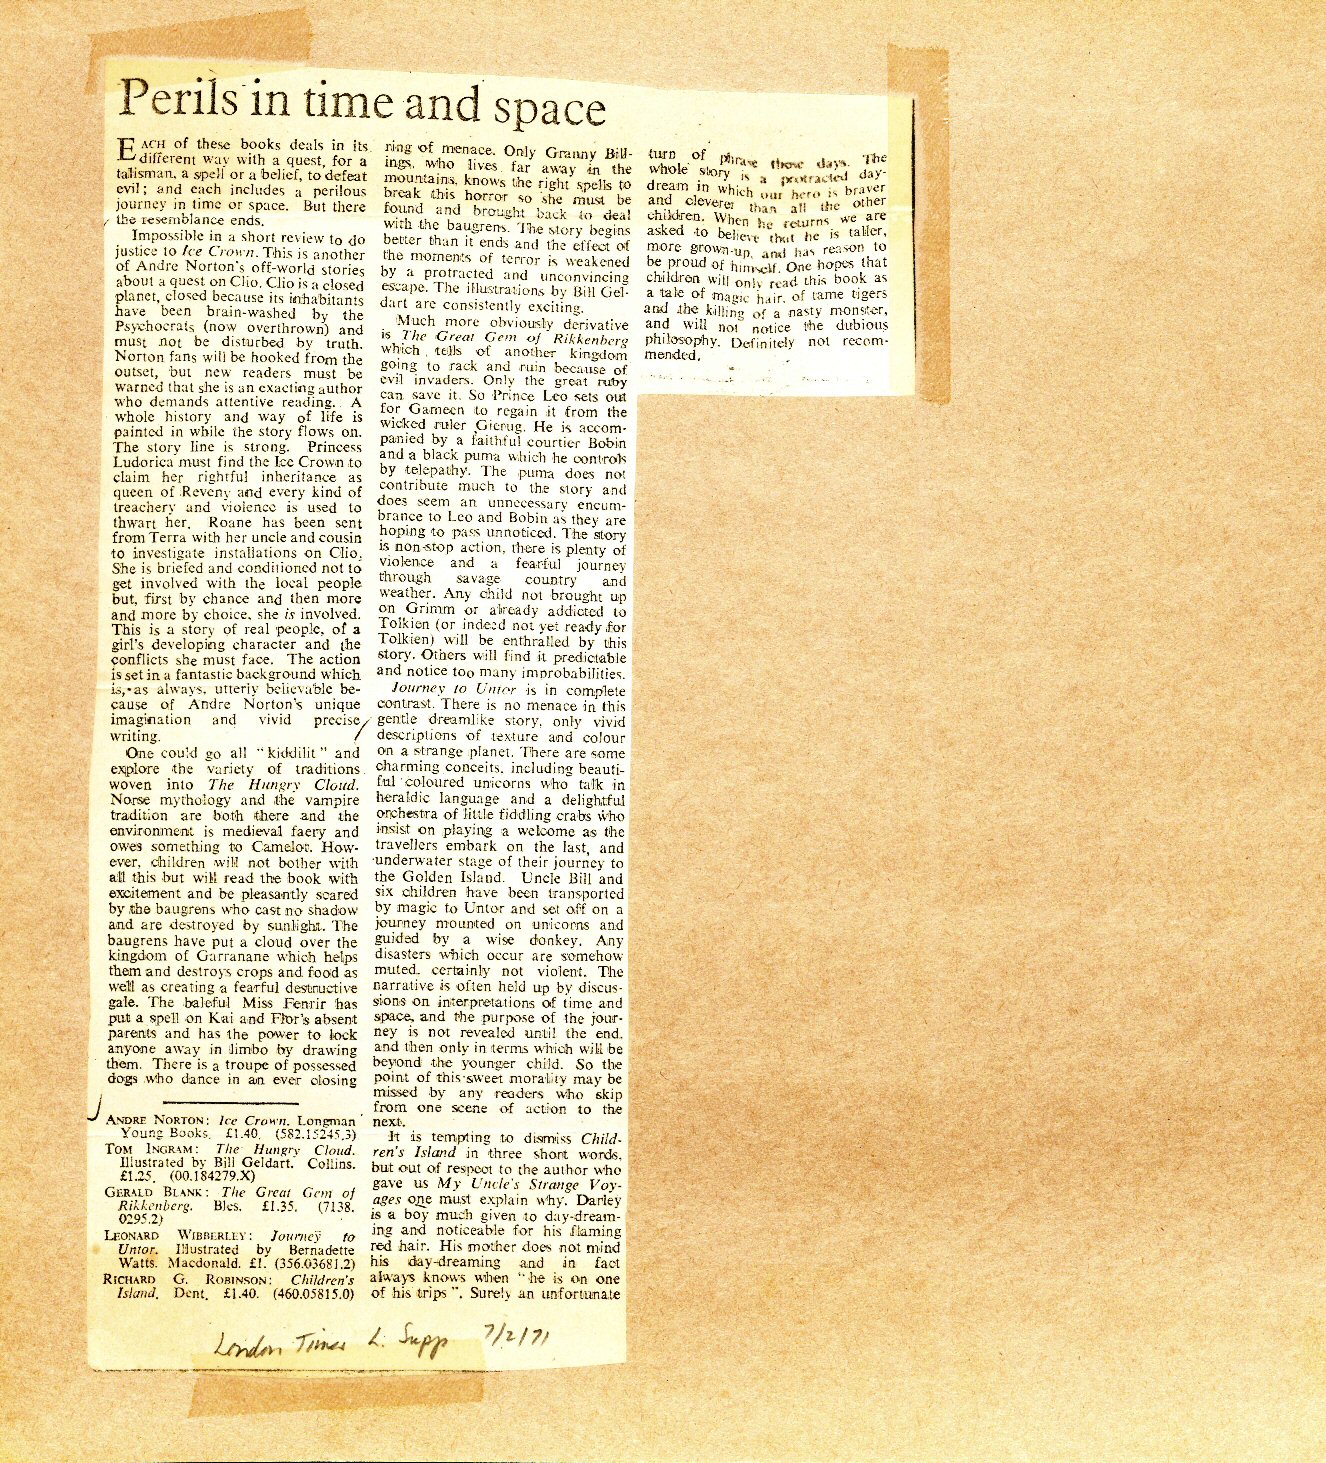 Perils in time and space
EACH of these books deals in its
different way with a quest, for a
talisman, a spell or a belief, to defeat
evil; and each includes a perilous
journey in time or space. But there
the resemblance ends.
Impossible in a short review to do
justice to Ice Crown. This is another
of Andre Norton's off-world stories
about a quest on Clio. Clio is a closed
planet, closed because its inhabitants
have been brain-washed by the
Psychocrats (now overthrown) and
must not be disturbed by truth.
Norton fans will be hooked from the
outset, but new readers must be
warned that she is an exacting author
who demands attentive reading. A
whole history and way of life is
painted in while the story flows on.
The story line is strong. Princess
Ludorica must find the Ice Crown to
claim her rightful inheritance as
queen of Reveny and every kind of
treachery and violence is used to
thwart her. Roane has been sent
from Terra with her uncle and cousin
to investigate installations on Clio.
She is briefed and conditioned not to
get involved with the local people
but, first by chance and then more
and more by choice, she is involved.
This is a story of real people, of a
girl's developing character and the
conflicts she must face. The action
is set in a fantastic background which
is, as always, utterly believable be-
cause of Andre Norton's unique
imagination and vivid precise
writing.
One could go all "kiddilit" and
explore the variety of traditions
woven into The Hungry Cloud.
Norse mythology and the vampire
tradition are both there and the
environment is medieval faery and
owes something to Camelot. How-
ever, children will not bother with
all this but will read the book with
excitement and be pleasantly scared
by the baugrens who cast no shadow
and are destroyed by sunlight. The
baugrens have put a cloud over the
kingdom of Garranane which helps
them and destroys crops and food as
well as creating a fearful destructive
gale. The baleful Miss Fenrir has
put a spell on Kai and Flor's absent
parents and has the power to lock
anyone away in limbo by drawing
them. There is a troupe of possessed
dogs who dance in an ever closing
ANDRE NORTON: Ice Crown. Longman
Young Books. £1.40. (582.15245.3)
TOM INGRAM: The Hungry Cloud.
Illustrated by Bill Geldart. Collins.
£1.25. (00.184279.X)
GERALD BLANK: The Great Gem of
Rikkenberg. Bles. £1.35. (7138.
0295.2)
LEONARD WIBBERLEY: Journey to
Untor. Illustrated by Bernadette
Watts. Macdonald. £1. (356.03681.2)
RICHARD G. ROBINSON: Children's
Island. Dent. £1.40. (460.05815.0)
ring of menace. Only Granny Bill-
ings, who lives far away in the
mountains, knows the right spells to
break this horror so she must be
found and brought back to deal
with the baugrens. The story begins
better than it ends and the effect of
the moments of terror is weakened
by a protracted and unconvincing
escape. The illustrations by Bill Gel-
dart are consistently exciting.
Much more obviously derivative
is The Great Gem of Rikkenberg
which tells of another kingdom
going to rack and ruin because of
evil invaders. Only the great ruby
can save it. So Prince Leo sets out
for Gameen to regain it from the
wicked ruler Gierug. He is accom-
panied by a faithful courtier Bobin
and a black puma which he controls
by telepathy. The puma does not
contribute much to the story and
does seem an unnecessary encum-
brance to Leo and Bobin as they are
hoping to pass unnoticed. The story
is non-stop action, there is plenty of
violence and a fearful journey
through savage country and
weather. Any child not brought up
on Grimm or already addicted to
Tolkien (or indeed not yet ready for
Tolkien) will be enthralled by this
story. Others will find it predictable
and notice too many improbabilities.
Journey to Untor is in complete
contrast. There is no menace in this
gentle dreamlike story, only vivid
descriptions of texture and colour
on a strange planet. There are some
charming conceits, including beauti-
ful coloured unicorns who talk in
heraldic language and a delightful
orchestra of little fiddling crabs who
insist on playing a welcome as the
travellers embark on the last, and
underwater stage of their journey to
the Golden Island. Uncle Bill and
six children have been transported
by magic to Untor and set off on a
journey mounted on unicorns and
guided by a wise donkey. Any
disasters which occur are somehow
muted, certainly not violent. The
narrative is often held up by discus-
sions on interpretations of time and
space, and the purpose of the jour-
ney is not revealed until the end,
and then only in terms which will be
beyond the younger child. So the
point of this sweet morality may be
missed by any readers who skip
from one scene of action to the
next.
It is tempting to dismiss Child-
ren's Island in three short words,
but out of respect to the author who
gave us My Uncle's Strange Voy-
ages one must explain why. Darley
is a boy much given to day-dream-
ing and noticeable for his flaming
red hair. His mother does not mind
his day-dreaming and in fact
always knows when "he is on one
of his trips". Surely an unfortunate
turn of phrase these days. The
whole story is a protracted day-
dream in which our hero is braver
and cleverer than all the other
children. When he returns we are
asked to believe that he is taller,
more grown-up, and has reason to
be proud of himself. One hopes that
children will only read this book as
a tale of magic hair, of tame tigers
and the killing of a nasty monster,
and will not notice the dubious
philosophy. Definitely not recom-
mended.
London Times L. Supp 7/2/71